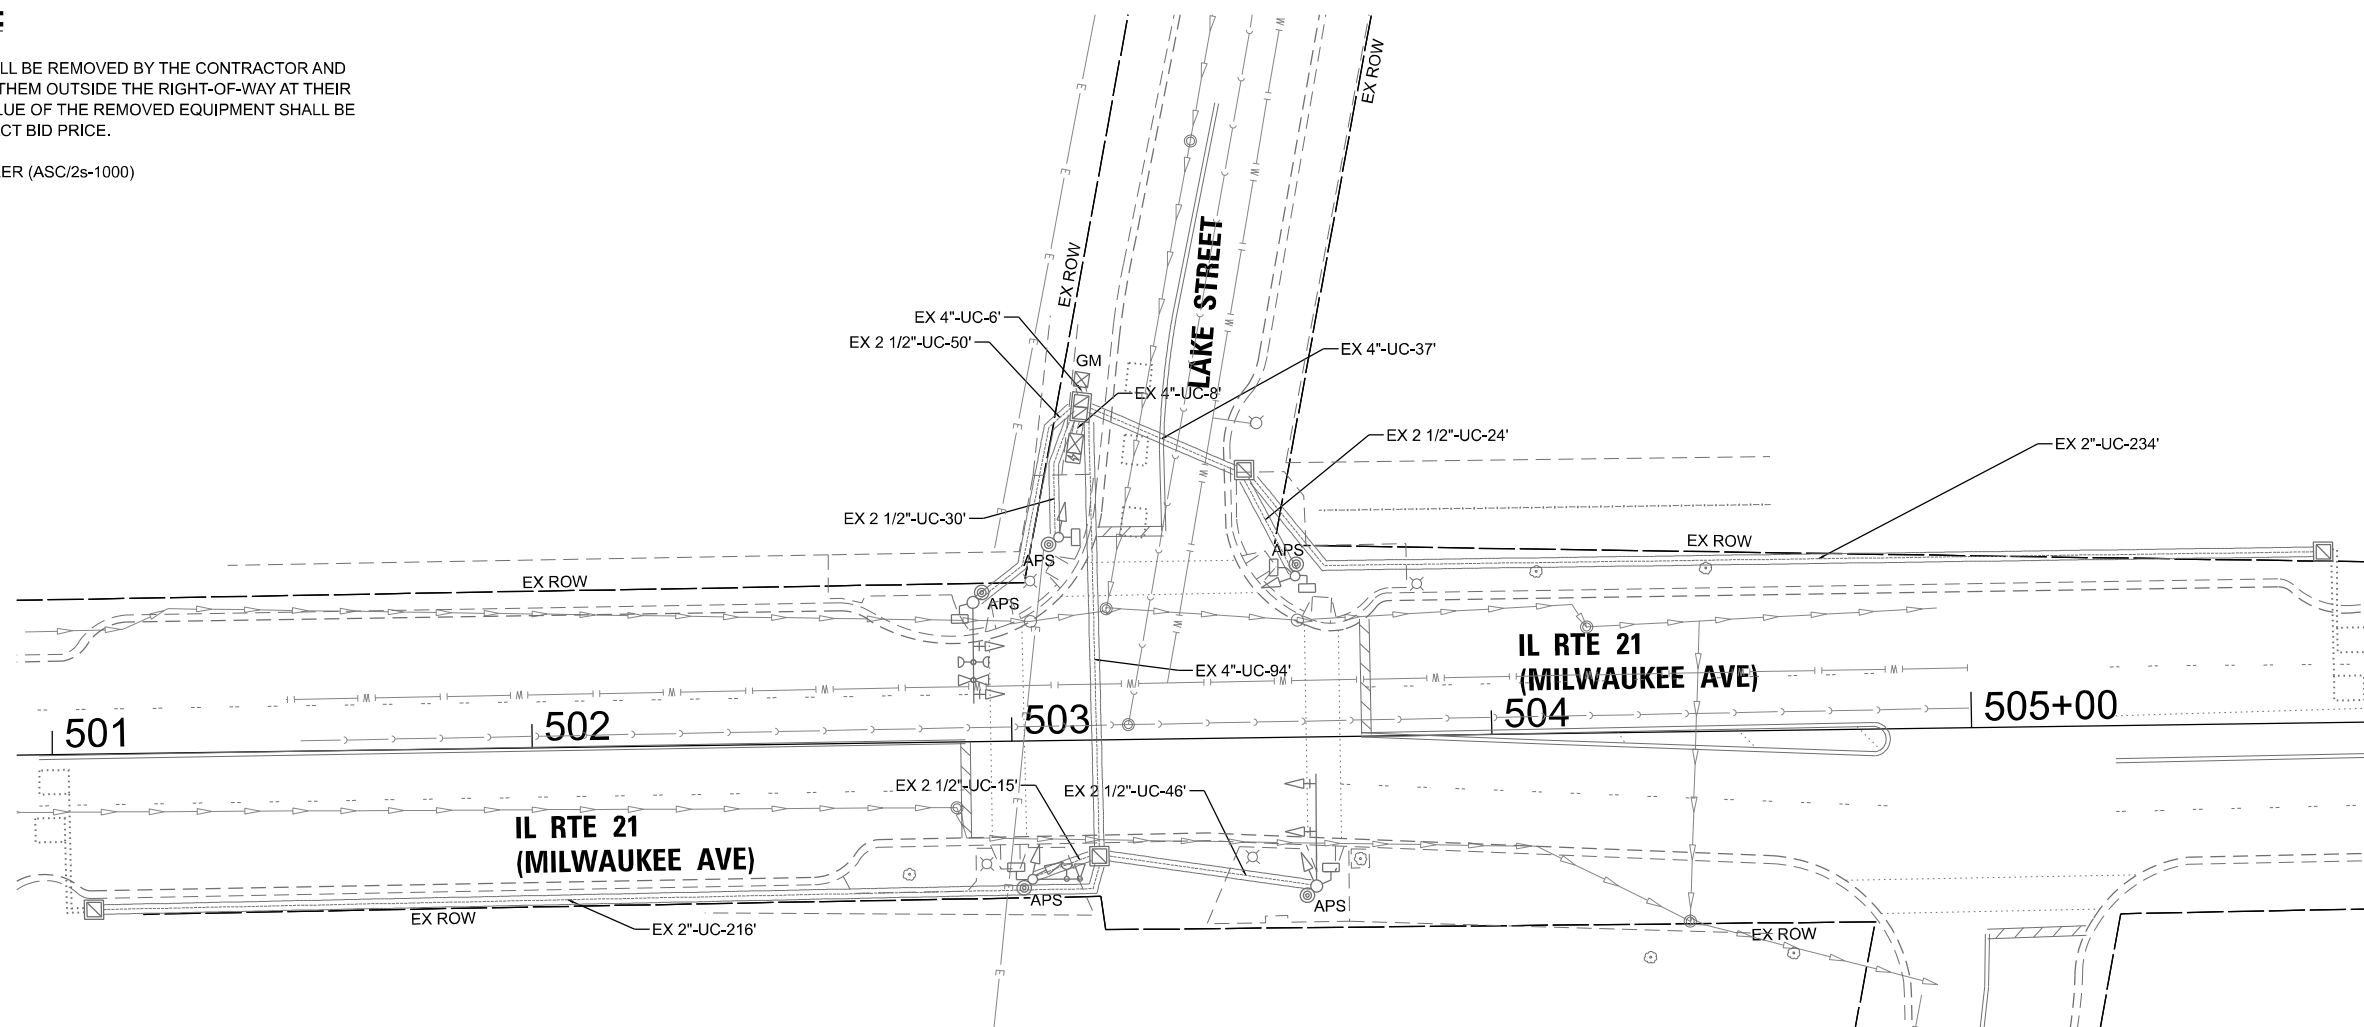 LL BE REMOVED BY THE CONTRACTOR AND
THEM OUTSIDE THE RIGHT-OF-WAY AT THEIR
LUE OF THE REMOVED EQUIPMENT SHALL BE
CT BID PRICE.
ER (ASC/2s-1000)
EX ROW
EX ROW
LAKE STREET
EX 4"-UC-6'
EX 2 1/2"-UC-50'
GM
EX 4"-UC-37'
EX 4"-UC-8'
EX 2 1/2"-UC-24'
EX 2"-UC-234'
EX 2 1/2"-UC-30'
APS
APS
EX ROW
EX ROW
APS
IL RTE 21
(MILWAUKEE AVE)
EX 4"-UC-94'
501
502
503
504
505+00
EX 2 1/2"-UC-15'
EX 2 1/2"-UC-46'
IL RTE 21
(MILWAUKEE AVE)
APS
APS
EX ROW
EX 2"-UC-216'
EX ROW